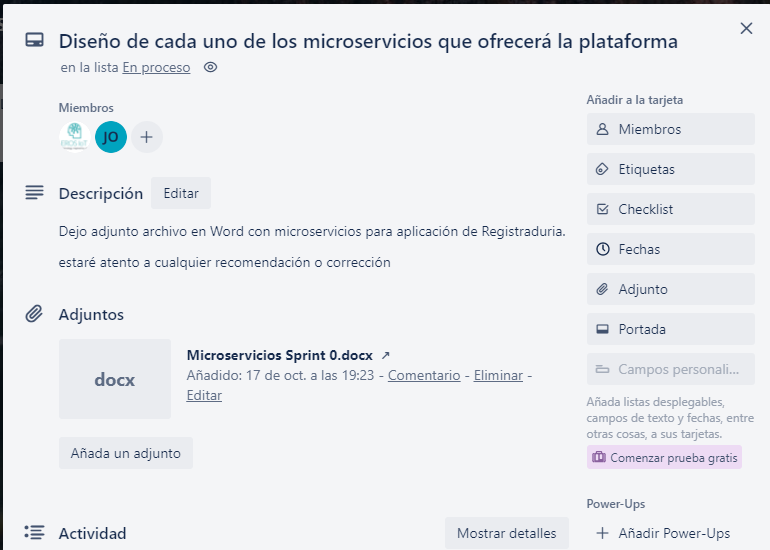 Diseño de cada uno de los microservicios que ofrecerá la plataforma
en la lista En proceso
Miembros
JO
Descripción
Editar
Dejo adjunto archivo en Word con microservicios para aplicación de Registraduria.
estaré atento a cualquier recomendación o corrección
Adjuntos
docx
Microservicios Sprint 0.docx ↗
Añadido: 17 de oct. a las 19:23 - Comentario - Eliminar -
Editar
Añada un adjunto
Actividad
Mostrar detalles
Añadir a la tarjeta
Miembros
Etiquetas
Checklist
Fechas
Adjunto
Portada
Campos personali...
Añada listas desplegables,
campos de texto y fechas, entre
otras cosas, a sus tarjetas.
Comenzar prueba gratis
Power-Ups
+ Añadir Power-Ups